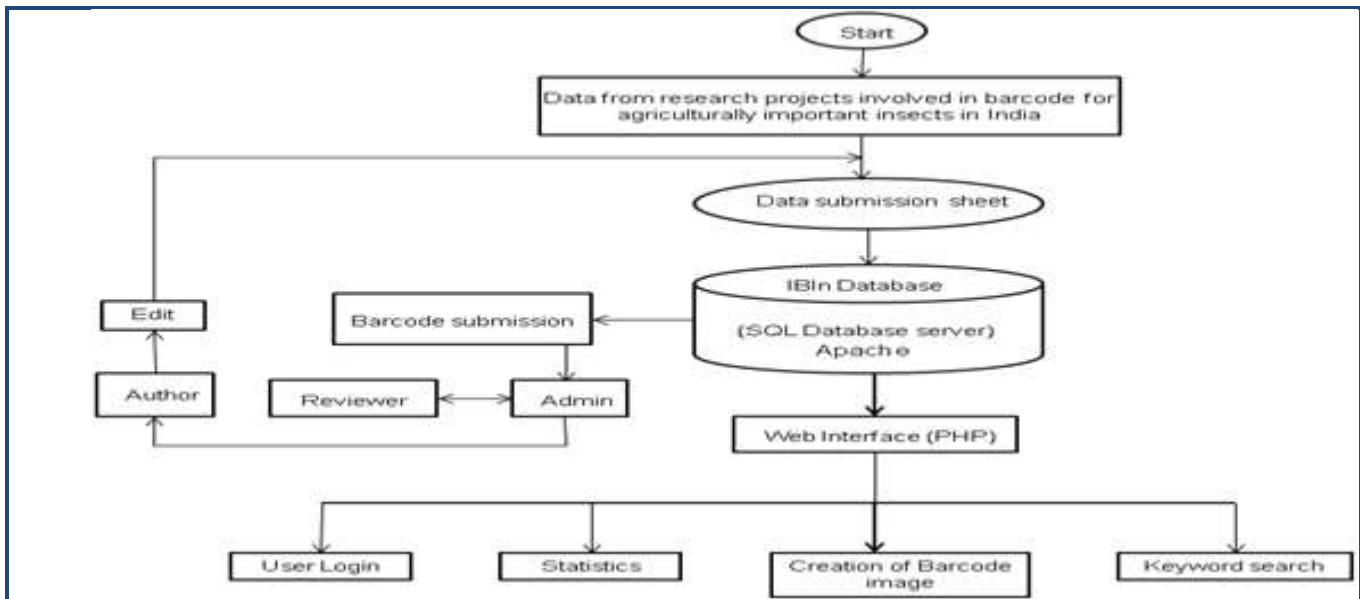 Start
Data from research projects involved in barcode for
agriculturally important insects in India
Data submission sheet
IBIn Database
(SQL Database server)
Apache
Barcode submission
Edit
Author
Reviewer
Admin
Web Interface (PHP)
User Login
Statistics
Creation of Barcode
image
Keyword search